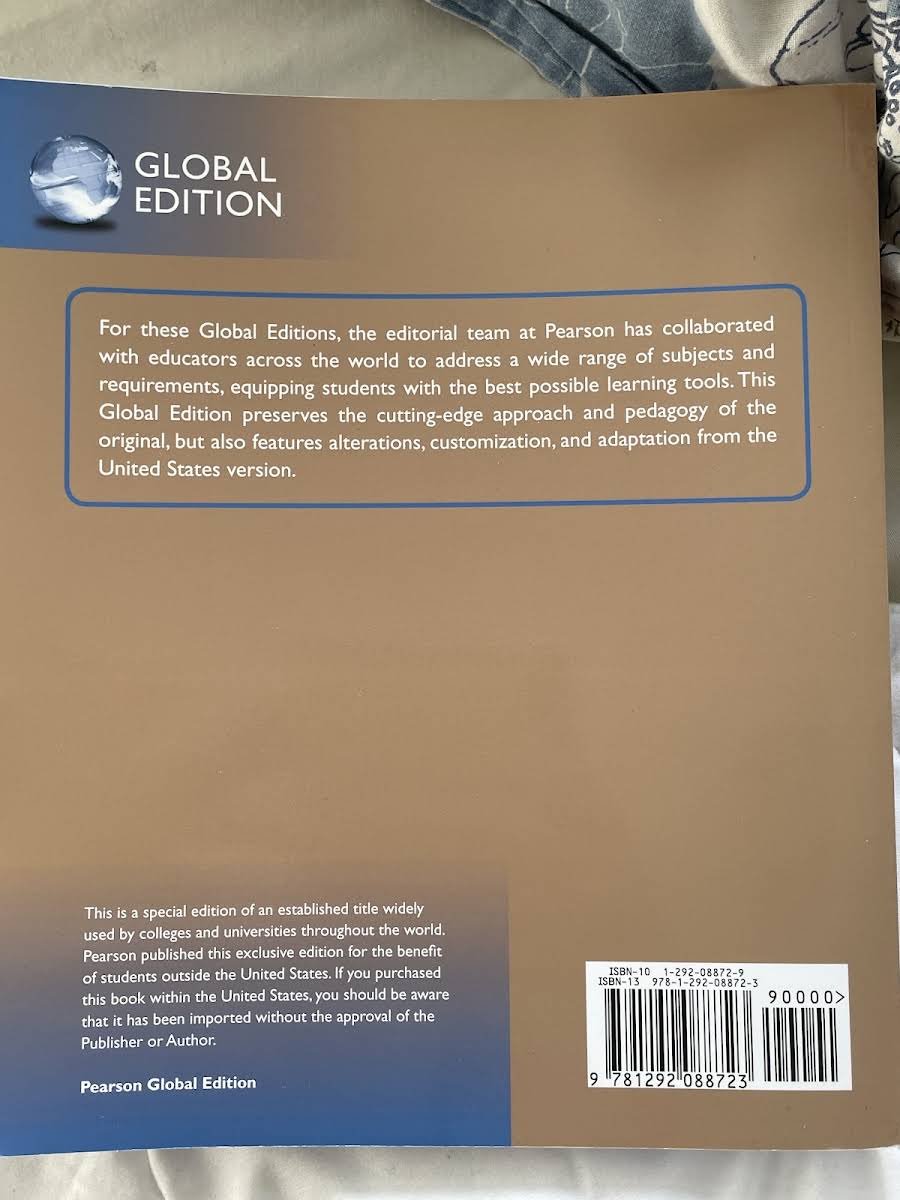 GLOBAL
EDITION
For these Global Editions, the editorial team at Pearson has collaborated
with educators across the world to address a wide range of subjects and
requirements, equipping students with the best possible learning tools. This
Global Edition preserves the cutting-edge approach and pedagogy of the
original, but also features alterations, customization, and adaptation from the
United States version.
This is a special edition of an established title widely
used by colleges and universities throughout the world.
Pearson published this exclusive edition for the benefit
of students outside the United States. If you purchased
this book within the United States, you should be aware
that it has been imported without the approval of the
Publisher or Author.
Pearson Global Edition
ISBN-10 1-292-08872-9
ISBN-13 978-1-292-08872-3
90000>
9 781292 088723